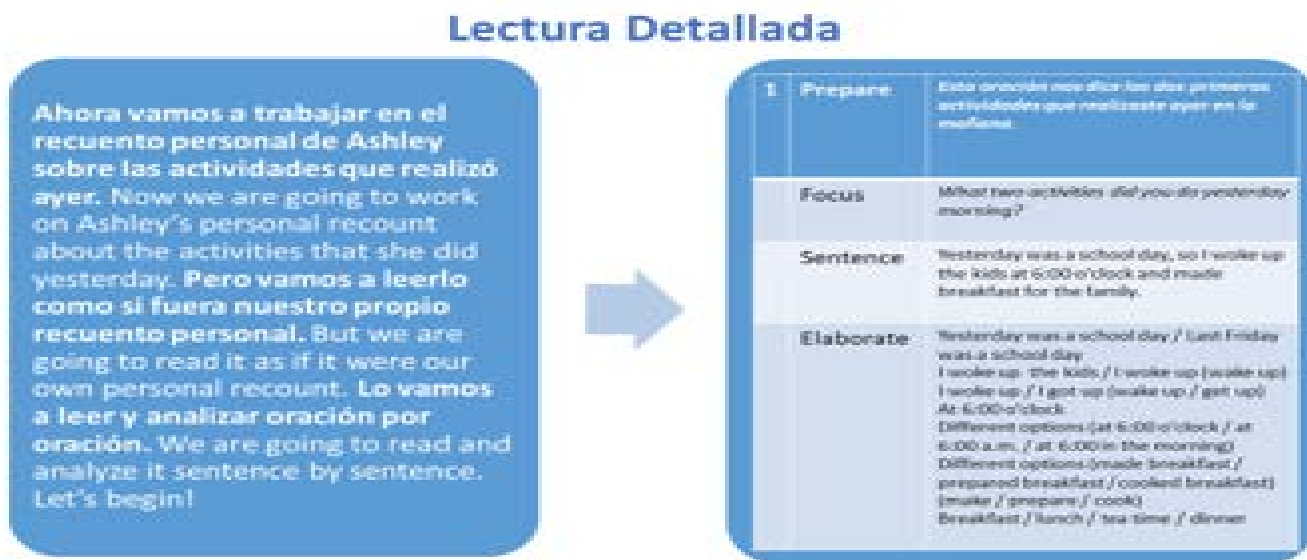 Lectura Detallada
Ahora vamos a trabajar en el
recuento personal de Ashley
sobre las actividades que realizó
ayer. Now we are going to work
on Ashley's personal recount
about the activities that she did
yesterday. Pero vamos a leerlo
como si fuera nuestro propio
recuento personal. But we are
going to read it as if it were our
own personal recount. Lo vamos
a leer y analizar oración por
oración. We are going to read and
analyze it sentence by sentence.
Let's begin!
1 Prepare
Esta oración nos dice las dos primeras
actividades que realizaste ayer en la
mañana.
Focus
What two activities did you do yesterday
morning?
Sentence
Yesterday was a school day, so I woke up
the kids at 6:00 o'clock and made
breakfast for the family.
Elaborate
Yesterday was a school day / Last Friday
was a school day
I woke up the kids / I woke up (wake up)
I woke up / I got up (wake up / get up)
At 6:00 o'clock
Different options (at 6:00 o'clock / at
6:00 a.m. / at 6:00 in the morning)
Different options (made breakfast /
prepared breakfast / cooked breakfast)
(make / prepare / cook)
Breakfast / lunch / tea time / dinner